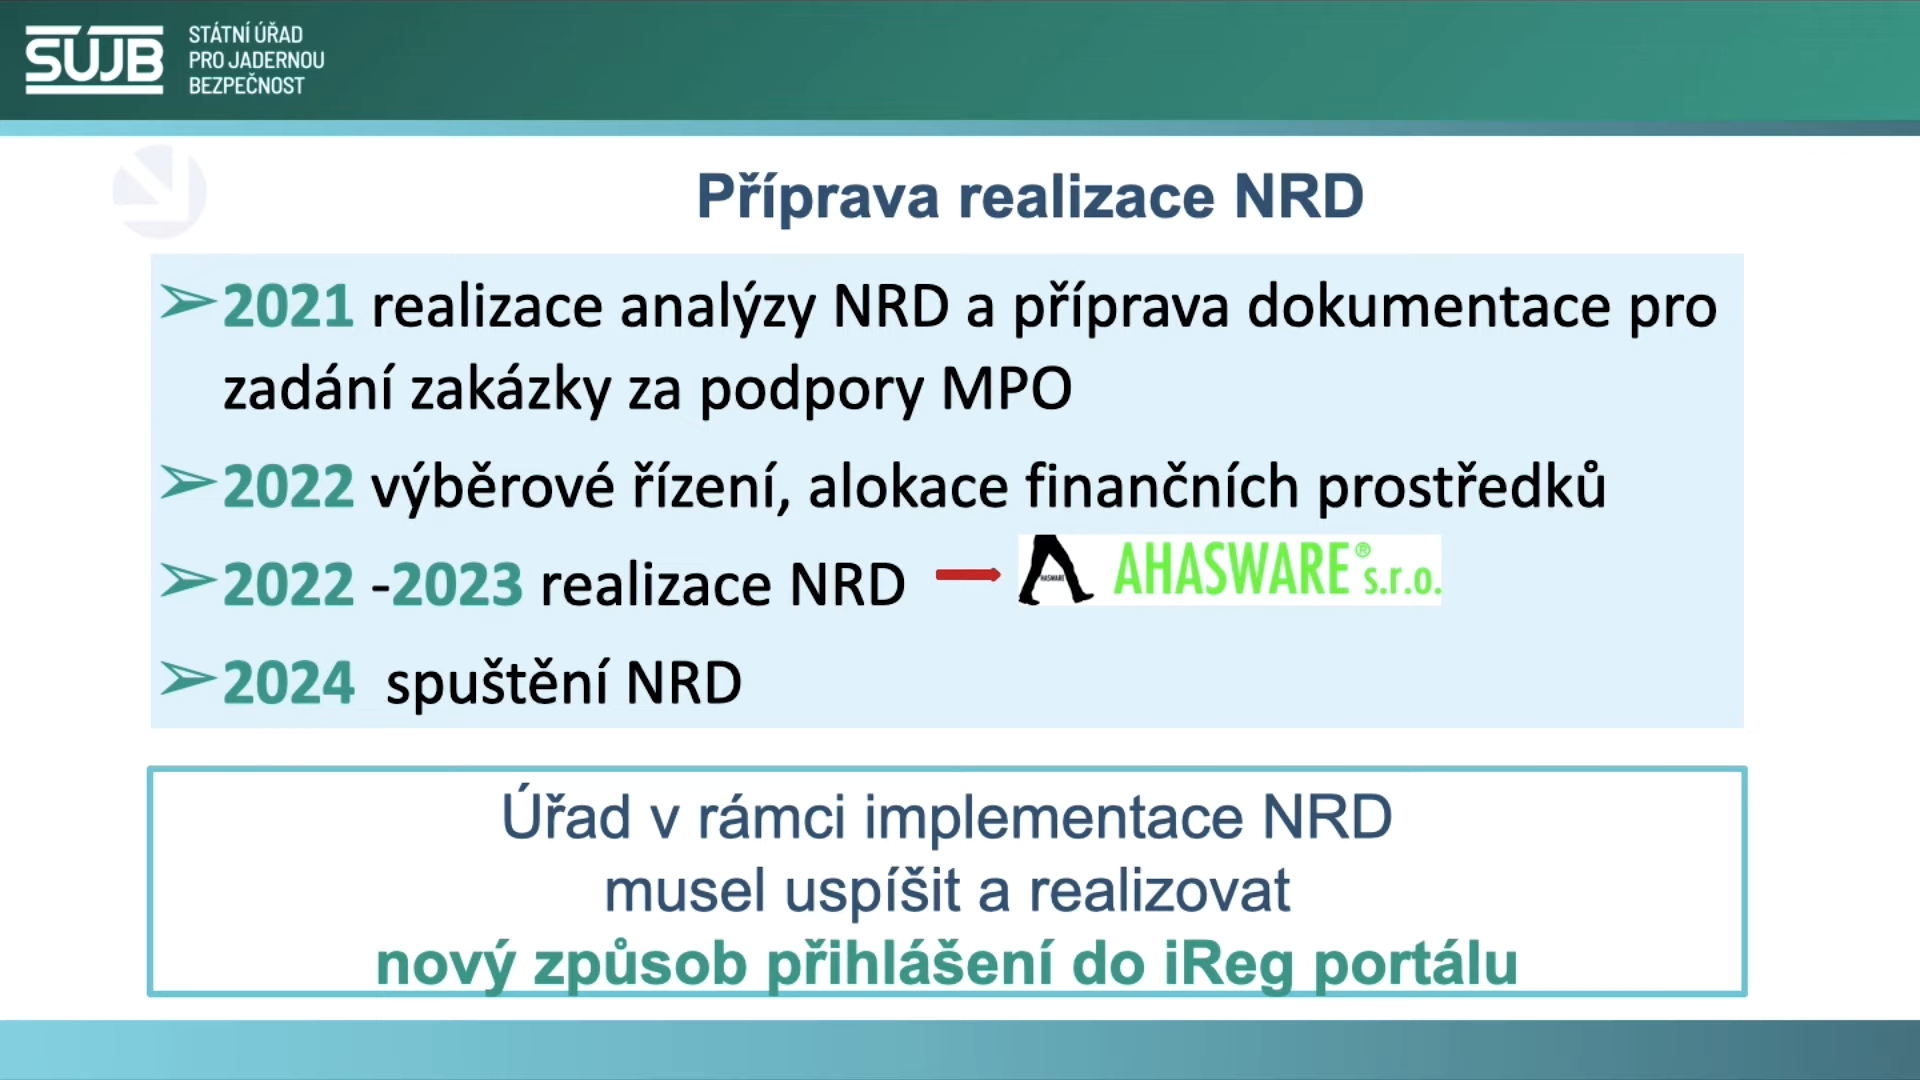 SÚJB
STÁTNÍ ÚŘAD
PRO JADERNOU
BEZPEČNOST
Příprava realizace NRD
➢2021 realizace analýzy NRD a příprava dokumentace pro
zadání zakázky za podpory MPO
➢2022 výběrové řízení, alokace finančních prostředků
➢2022 -2023 realizace NRD
HASWARE
AHASWARE® s.r.o.
➢2024 spuštění NRD
Úřad v rámci implementace NRD
musel uspíšit a realizovat
nový způsob přihlášení do iReg portálu